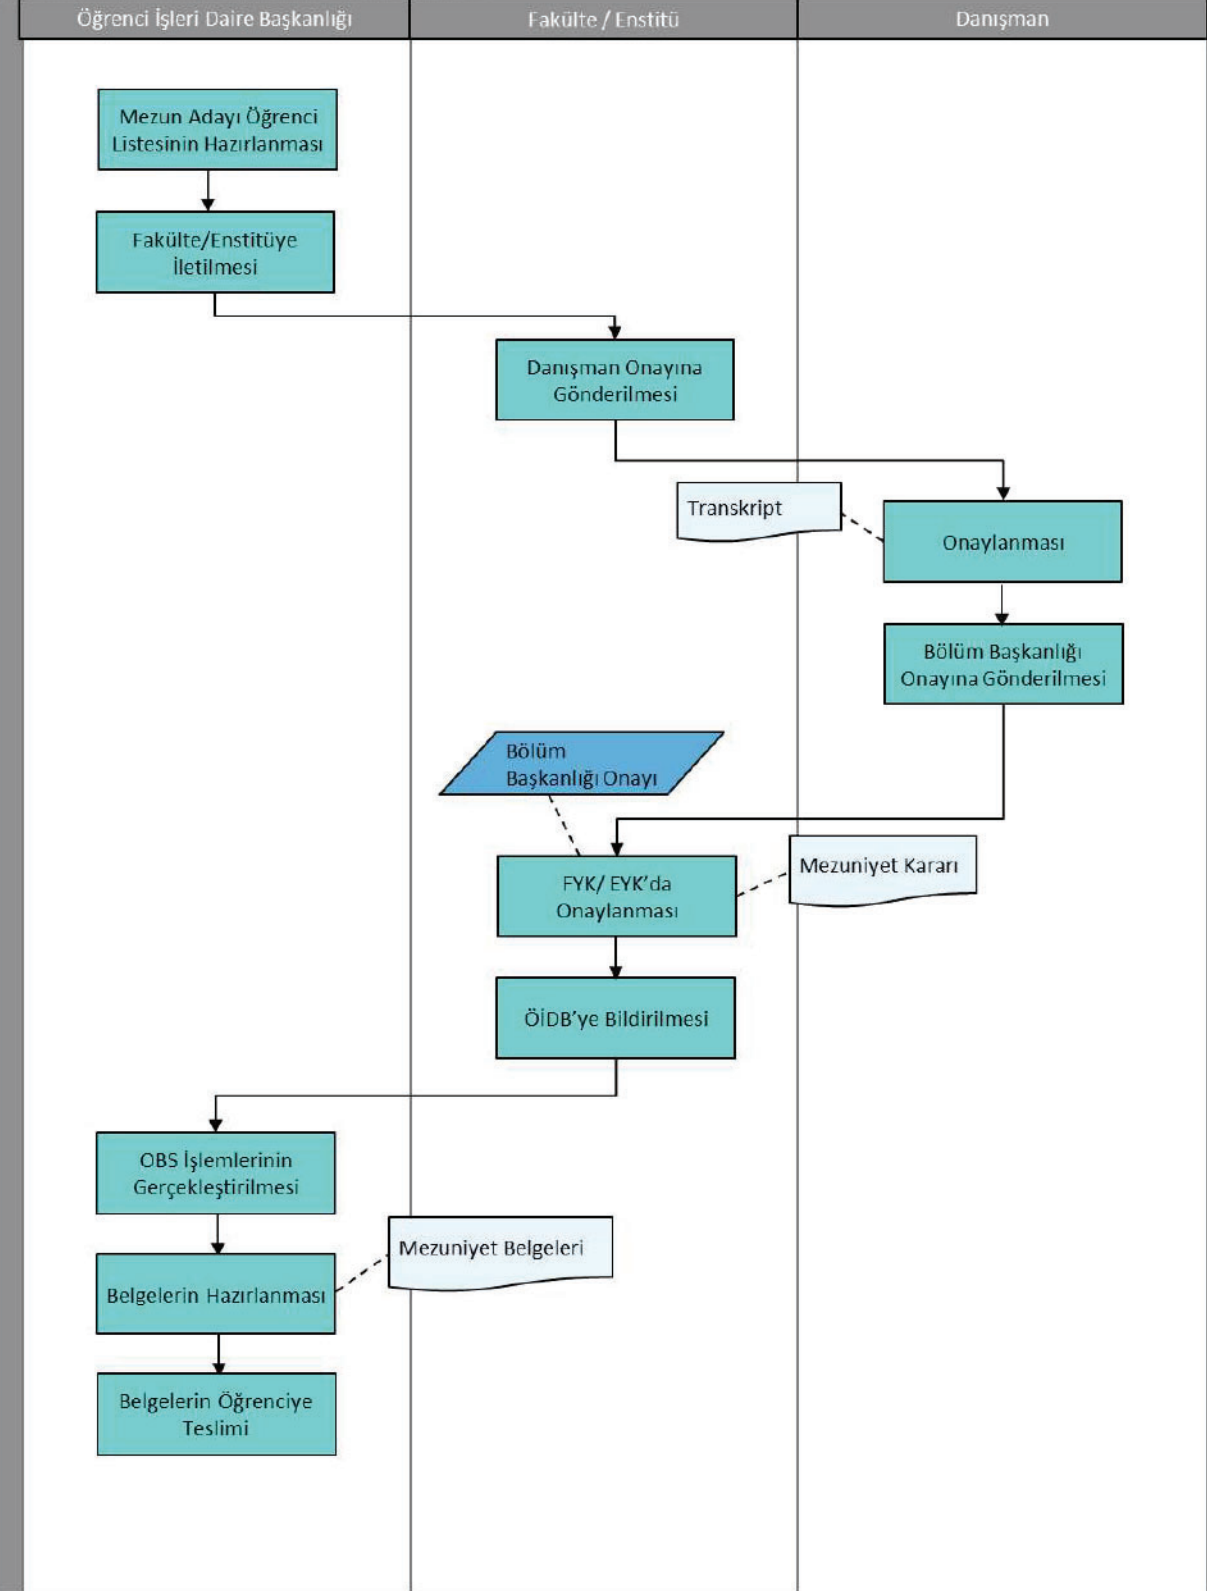 Öğrenci İşleri Daire Başkanlığı
Fakülte / Enstitü
Danışman
Mezun Adayı Öğrenci
Listesinin Hazırlanması
Fakülte/Enstitüye
İletilmesi
Danışman Onayına
Gönderilmesi
Transkript
Onaylanması
Bölüm Başkanlığı
Onayına Gönderilmesi
Bölüm
Başkanlığı Onayı
FYK/ EYK’da
Onaylanması
Mezuniyet Kararı
ÖİDB’ye Bildirilmesi
OBS İşlemlerinin
Gerçekleştirilmesi
Mezuniyet Belgeleri
Belgelerin Hazırlanması
Belgelerin Öğrenciye
Teslimi